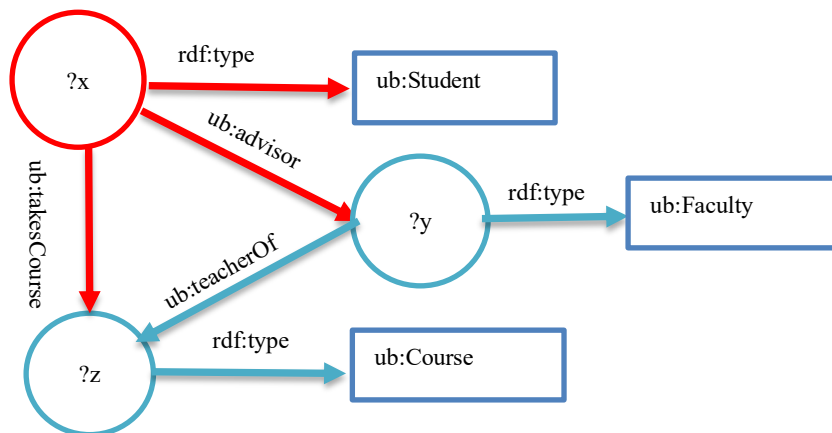 rdf:type
?x
ub:Student
ub:advisor
ub:takesCourse
rdf:type
?y
ub:Faculty
ub:teacherOf
rdf:type
ub:Course
?z